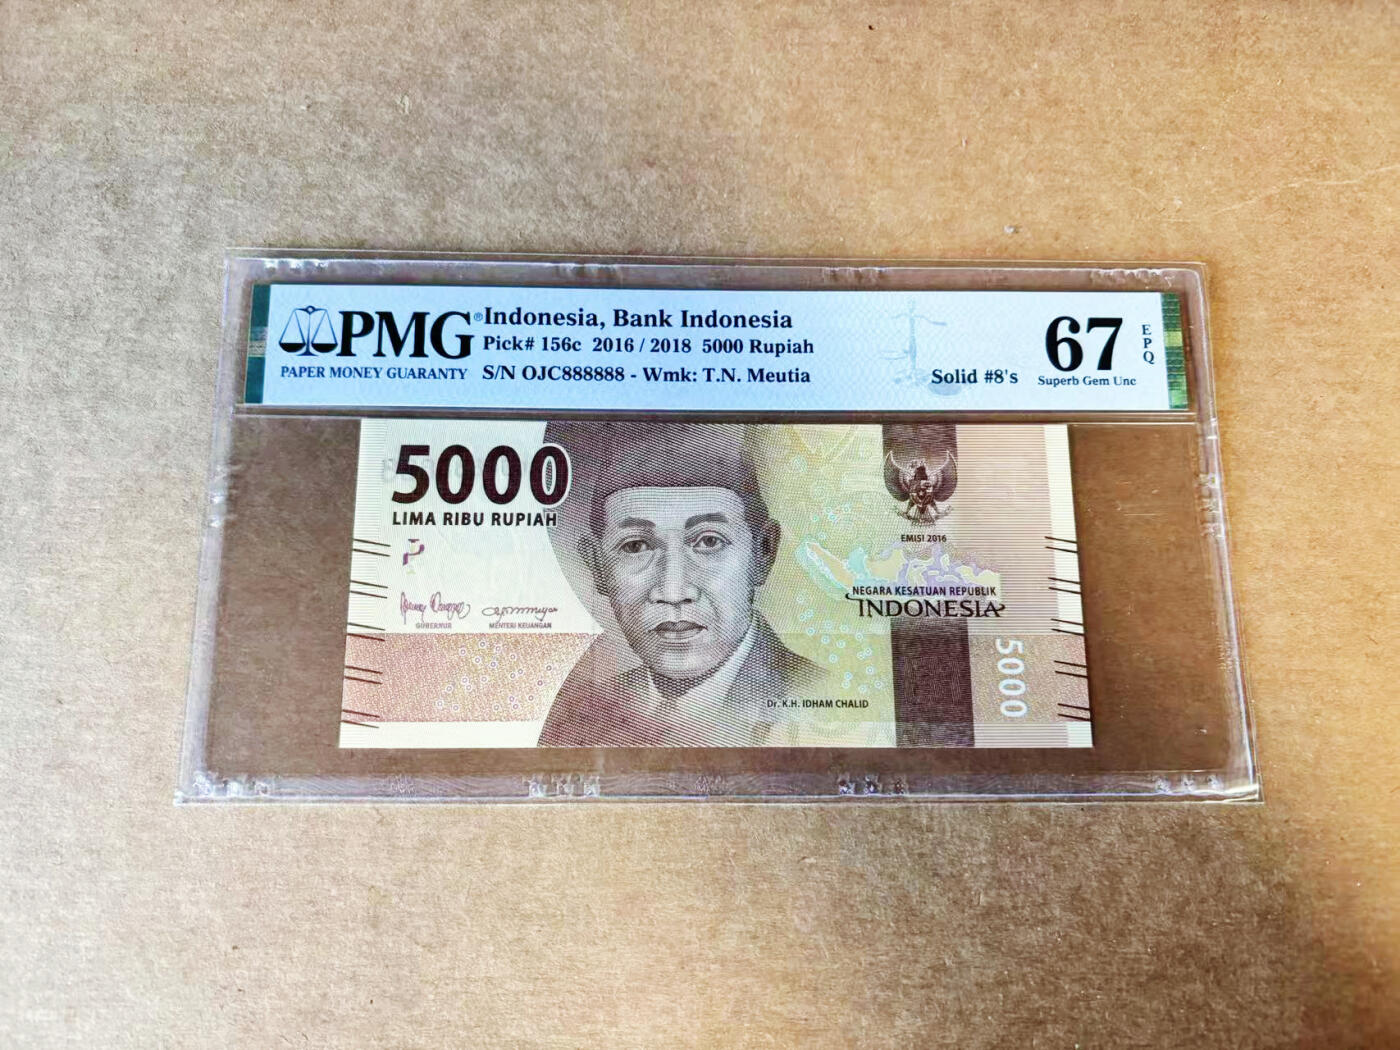 PMG®
PAPER MONEY GUARANTY
Indonesia, Bank Indonesia
Pick# 156c 2016 / 2018 5000 Rupiah
S/N OJC888888 - Wmk: T.N. Meutia
Solid #8's
67
EPQ
Superb Gem Unc
5000
LIMA RIBU RUPIAH
GUBERNUR
MENTERI KEUANGAN
EMISI 2016
NEGARA KESATUAN REPUBLIK
INDONESIA
5000
Dr. K.H. IDHAM CHALID